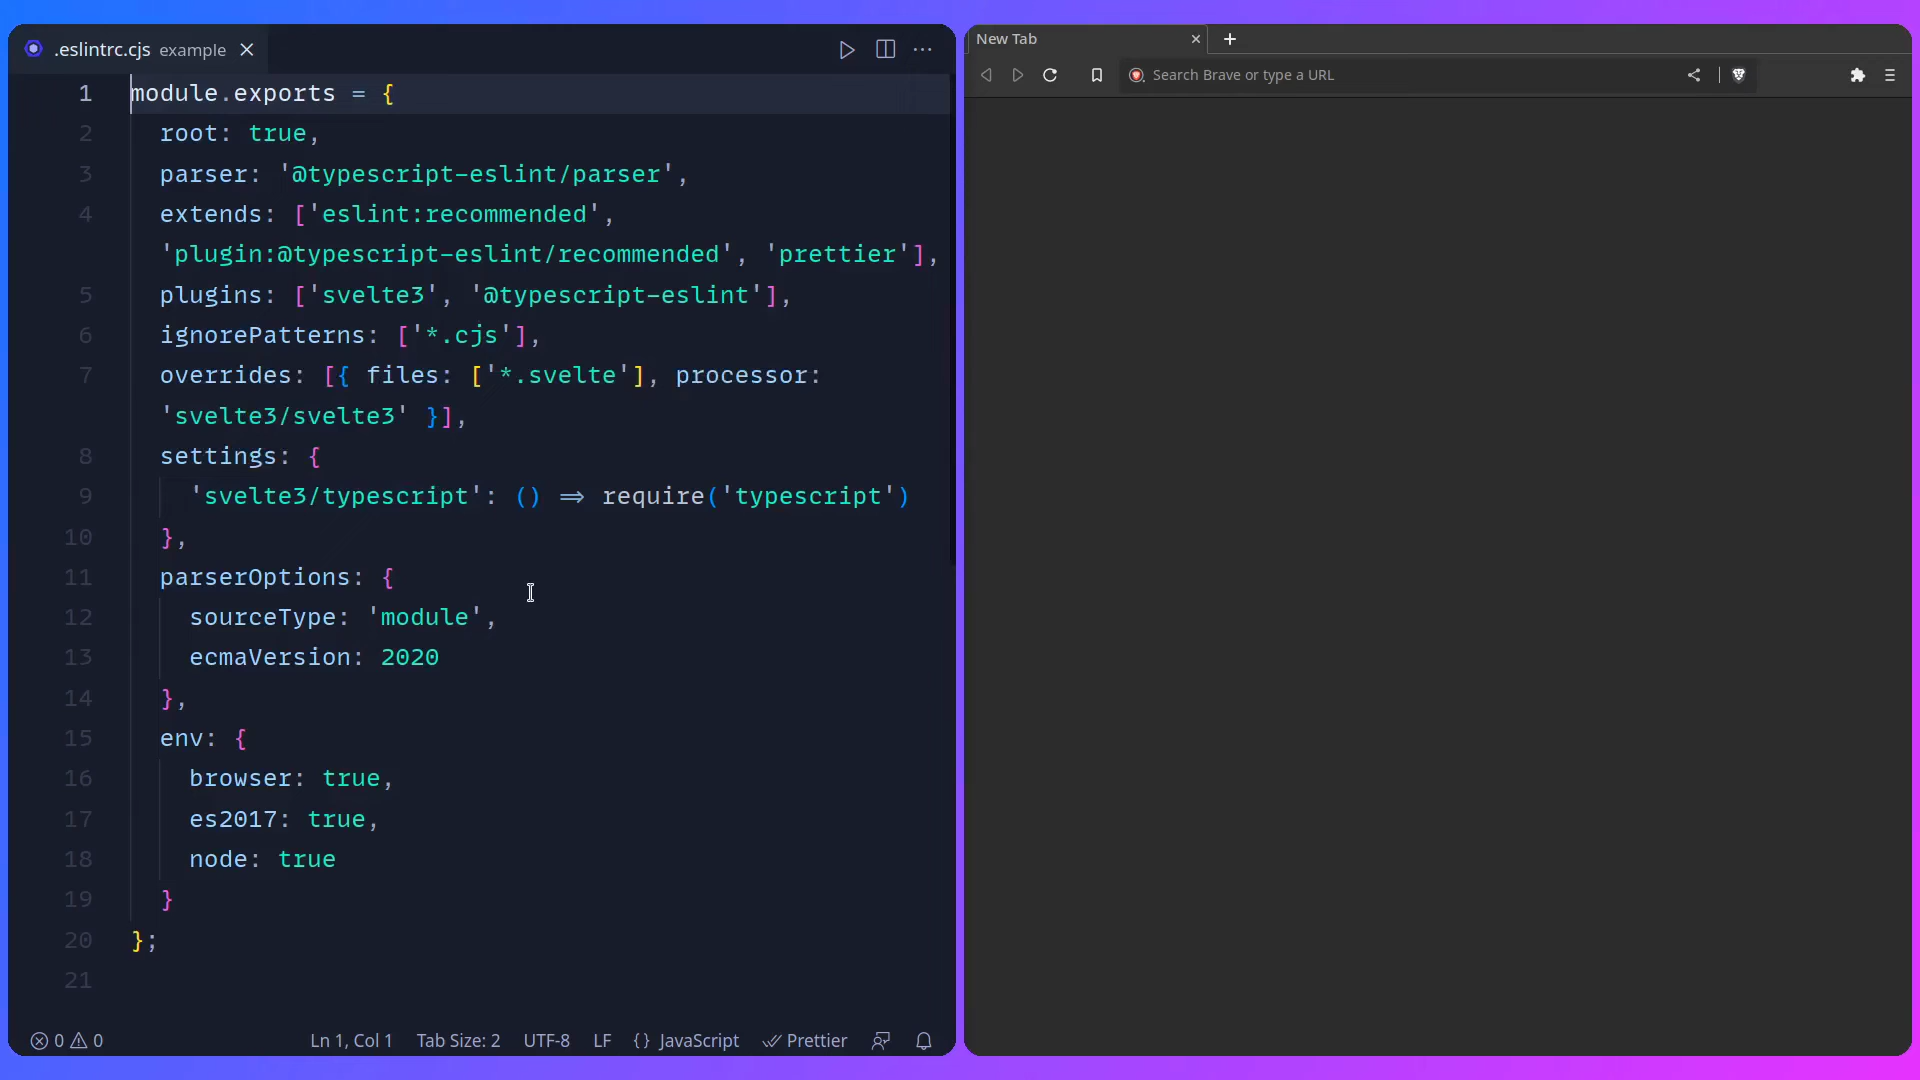 .eslintrc.cjs example
New Tab
Search Brave or type a URL
1 module.exports = {
2 root: true,
3 parser: '@typescript-eslint/parser',
4 extends: ['eslint:recommended',
'plugin:@typescript-eslint/recommended', 'prettier'],
5 plugins: ['svelte3', '@typescript-eslint'],
6 ignorePatterns: ['*.cjs'],
7 overrides: [{ files: ['*.svelte'], processor:
'svelte3/svelte3' }],
8 settings: {
9 'svelte3/typescript': () => require('typescript')
10 },
11 parserOptions: {
12 sourceType: 'module',
13 ecmaVersion: 2020
14 },
15 env: {
16 browser: true,
17 es2017: true,
18 node: true
19 }
20 };
21
0 0 Ln 1, Col 1 Tab Size: 2 UTF-8 LF {} JavaScript Prettier